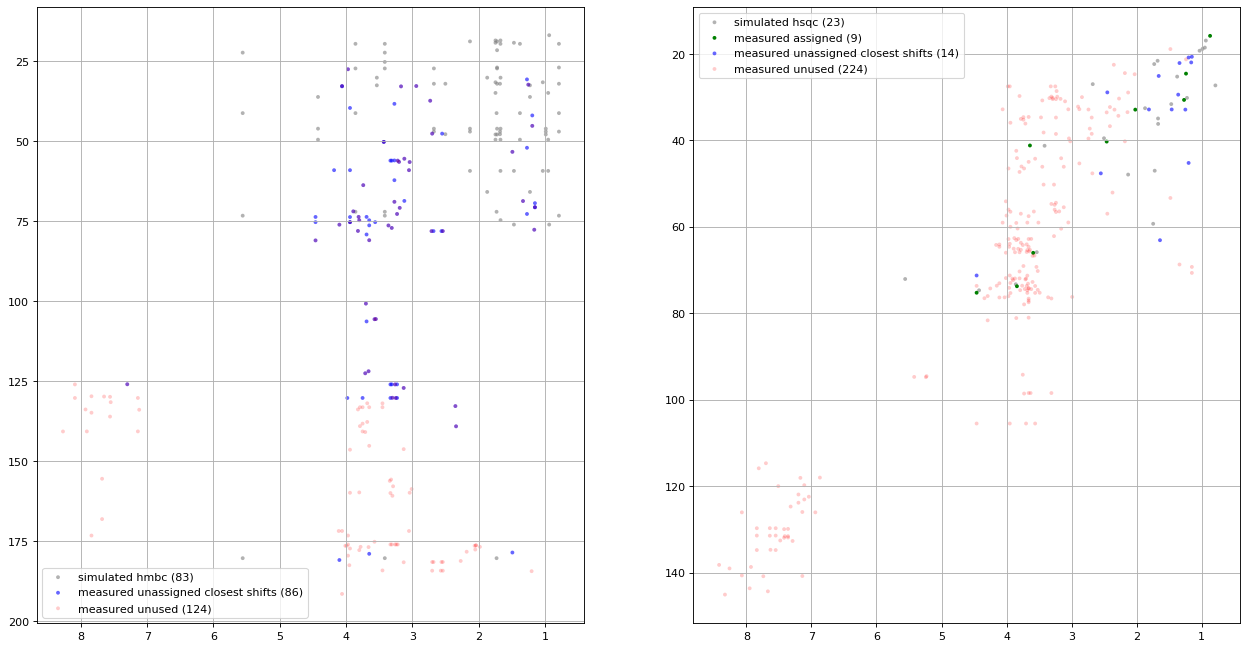 25
50
75
100
125
150
175
200
8 7 6 5 4 3 2 1
simulated hmbc (83)
measured unassigned closest shifts (86)
measured unused (124)
20
40
60
80
100
120
140
8 7 6 5 4 3 2 1
simulated hsqc (23)
measured assigned (9)
measured unassigned closest shifts (14)
measured unused (224)